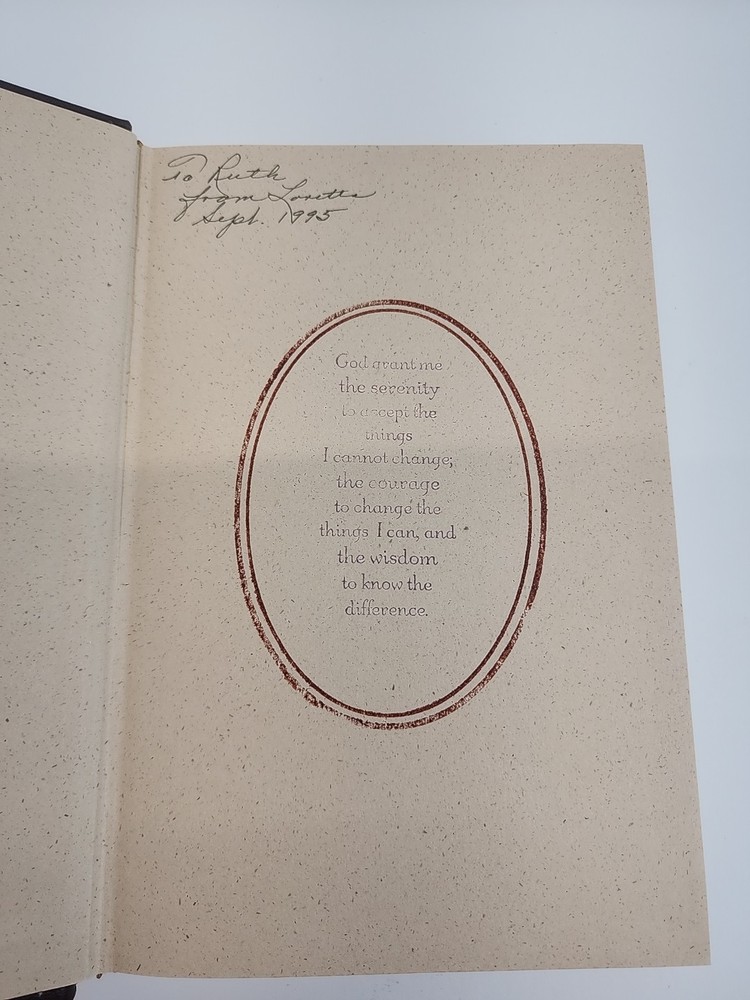 To Ruth
from Loretta
Sept. 1995
God grant me
the serenity
to accept the
things
I cannot change;
the courage
to change the
things I can, and
the wisdom
to know the
difference.